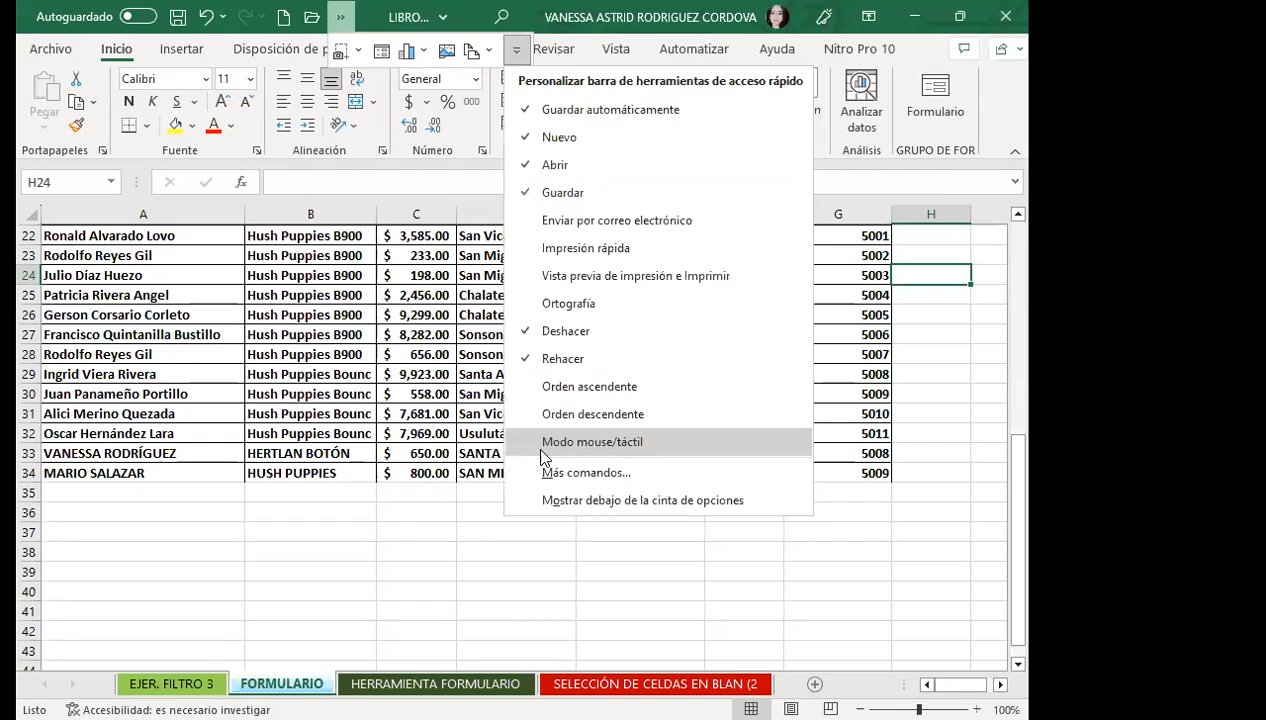 Autoguardado
LIBRO...
VANESSA ASTRID RODRIGUEZ CORDOVA
Archivo Inicio Insertar Disposición de p Revisar Vista Automatizar Ayuda Nitro Pro 10
Pegar
Calibri 11
N K S
General
$ % 000
Analizar datos
Formulario
Portapapeles Fuente Alineación Número Análisis GRUPO DE FOR
Personalizar barra de herramientas de acceso rápido
Guardar automáticamente
Nuevo
Abrir
Guardar
Enviar por correo electrónico
Impresión rápida
Vista previa de impresión e Imprimir
Ortografía
Deshacer
Rehacer
Orden ascendente
Orden descendente
Modo mouse/táctil
Más comandos...
Mostrar debajo de la cinta de opciones
H24 fx
A B C G H
22 Ronald Alvarado Lovo Hush Puppies B900 $ 3,585.00 San Vic 5001
23 Rodolfo Reyes Gil Hush Puppies B900 $ 233.00 San Mig 5002
24 Julio Díaz Huezo Hush Puppies B900 $ 198.00 San Mig 5003
25 Patricia Rivera Angel Hush Puppies B900 $ 2,456.00 Chalate 5004
26 Gerson Corsario Corleto Hush Puppies B900 $ 9,299.00 Chalate 5005
27 Francisco Quintanilla Bustillo Hush Puppies B900 $ 8,282.00 Sonson 5006
28 Rodolfo Reyes Gil Hush Puppies B900 $ 656.00 Sonson 5007
29 Ingrid Viera Rivera Hush Puppies Bounc $ 9,923.00 Santa A 5008
30 Juan Panameño Portillo Hush Puppies Bounc $ 558.00 San Mig 5009
31 Alici Merino Quezada Hush Puppies Bounc $ 7,681.00 San Vic 5010
32 Oscar Hernández Lara Hush Puppies Bounc $ 7,969.00 Usulutá 5011
33 VANESSA RODRÍGUEZ HERTLAN BOTÓN $ 650.00 SANTA 5008
34 MARIO SALAZAR HUSH PUPPIES $ 800.00 SAN MI 5009
35
36
37
38
39
40
41
42
43
EJER. FILTRO 3 FORMULARIO HERRAMIENTA FORMULARIO SELECCIÓN DE CELDAS EN BLAN (2
Listo Accesibilidad: es necesario investigar 100%